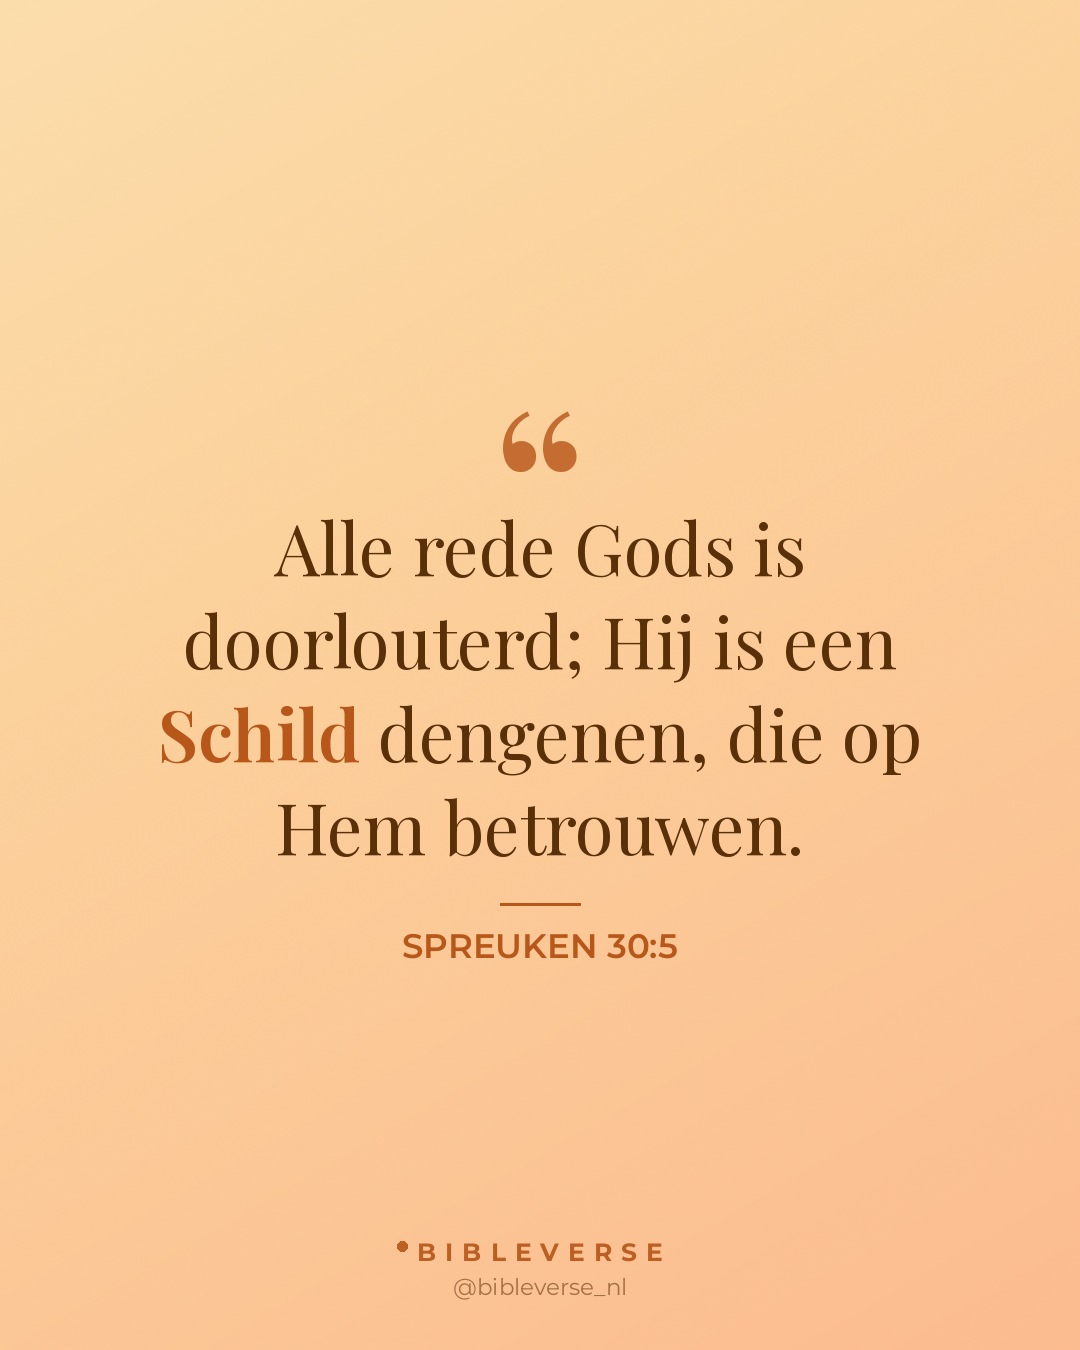 “
Alle rede Gods is
doorlouterd; Hij is een
Schild dengenen, die op
Hem betrouwen.
SPREUKEN 30:5
BIBLEVERSE
@bibleverse_nl